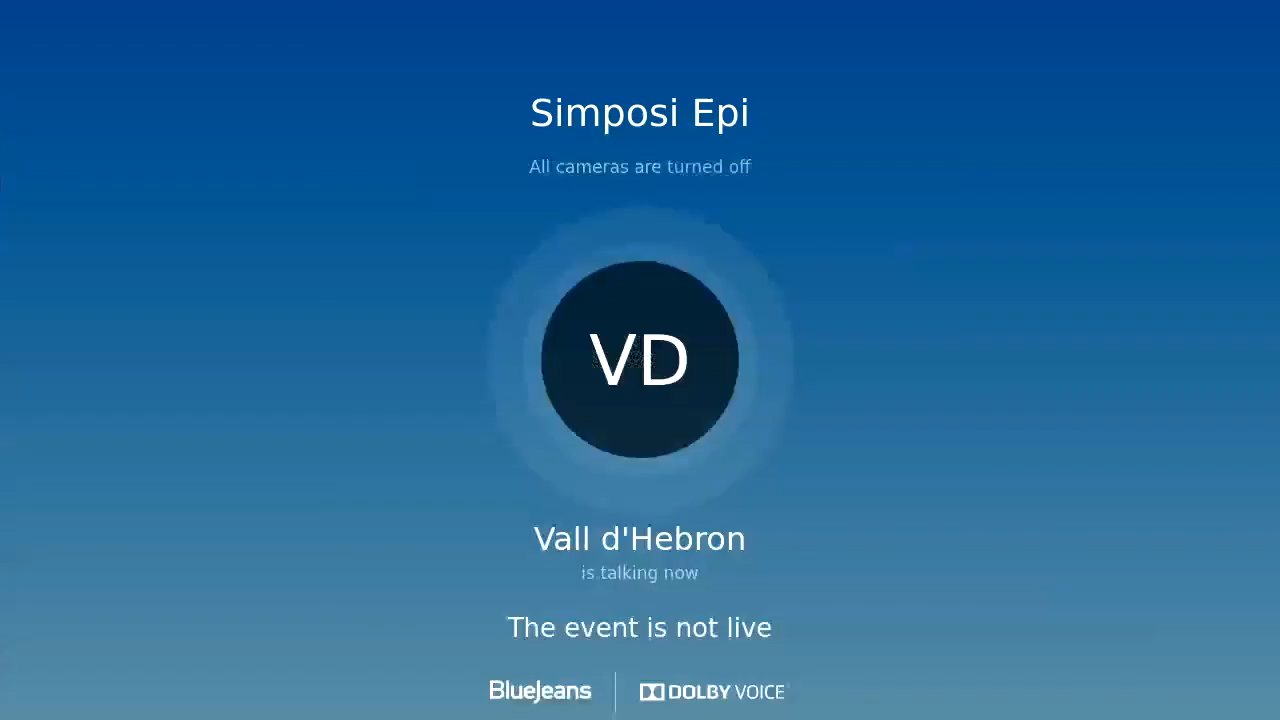 Simposi Epi
All cameras are turned off
VD
Vall d'Hebron
is talking now
The event is not live
BlueJeans
DOLBY VOICE